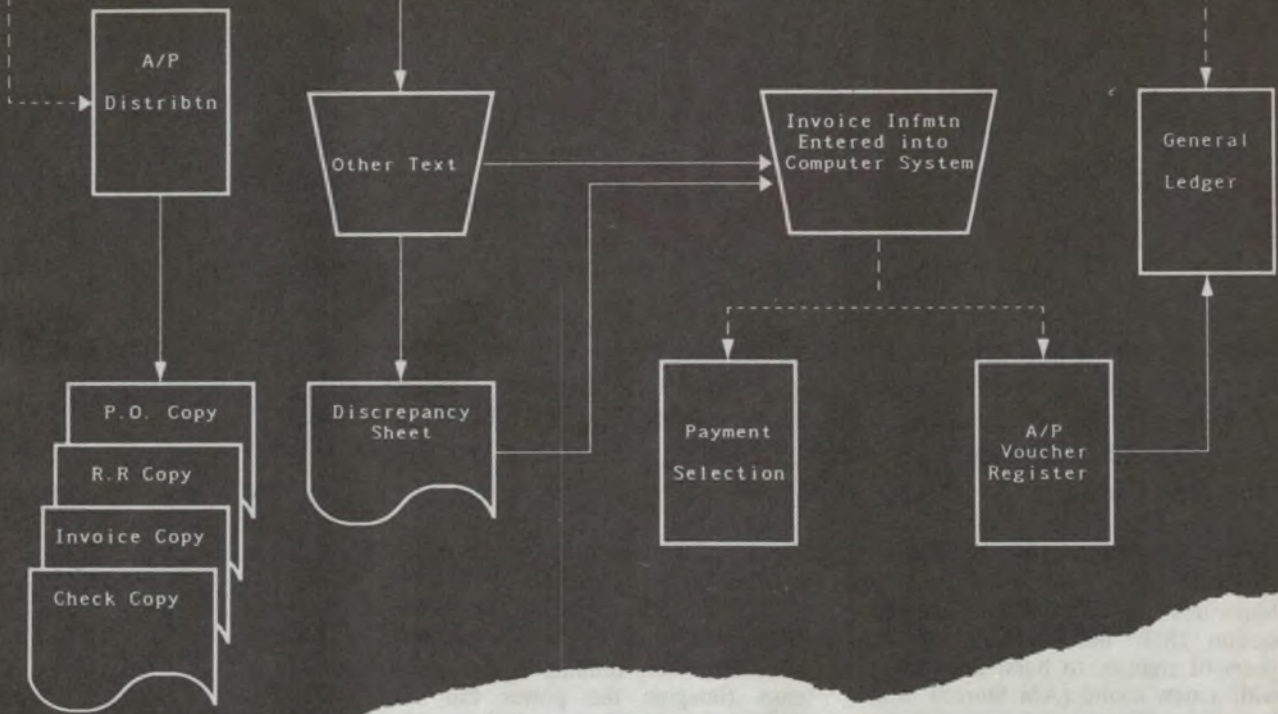 A/P
Distribtn
Other Text
Invoice Infmtn
Entered into
Computer System
General
Ledger
P.O. Copy
R.R Copy
Invoice Copy
Check Copy
Discrepancy
Sheet
Payment
Selection
A/P
Voucher
Register